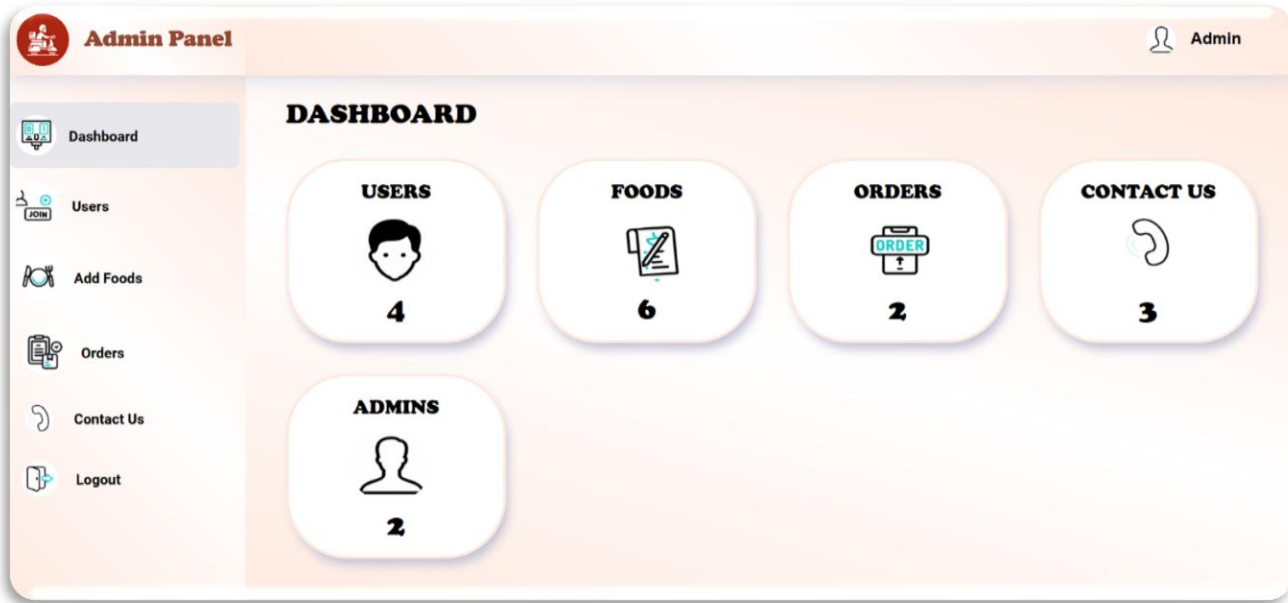 Admin Panel
Admin
Dashboard
Users
JOIN
Add Foods
Orders
Contact Us
Logout
DASHBOARD
USERS
4
FOODS
6
ORDERS
ORDER
2
CONTACT US
3
ADMINS
2